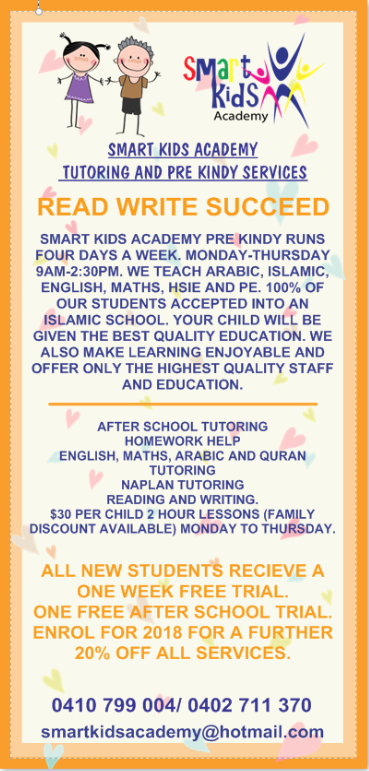 Smart
Kids
Academy
SMART KIDS ACADEMY
TUTORING AND PRE KINDY SERVICES
READ WRITE SUCCEED
SMART KIDS ACADEMY PRE KINDY RUNS
FOUR DAYS A WEEK. MONDAY-THURSDAY
9AM-2:30PM. WE TEACH ARABIC, ISLAMIC,
ENGLISH, MATHS, HSIE AND PE. 100% OF
OUR STUDENTS ACCEPTED INTO AN
ISLAMIC SCHOOL. YOUR CHILD WILL BE
GIVEN THE BEST QUALITY EDUCATION. WE
ALSO MAKE LEARNING ENJOYABLE AND
OFFER ONLY THE HIGHEST QUALITY STAFF
AND EDUCATION.
AFTER SCHOOL TUTORING
HOMEWORK HELP
ENGLISH, MATHS, ARABIC AND QURAN
TUTORING
NAPLAN TUTORING
READING AND WRITING.
$30 PER CHILD 2 HOUR LESSONS (FAMILY
DISCOUNT AVAILABLE) MONDAY TO THURSDAY.
ALL NEW STUDENTS RECIEVE A
ONE WEEK FREE TRIAL.
ONE FREE AFTER SCHOOL TRIAL.
ENROL FOR 2018 FOR A FURTHER
20% OFF ALL SERVICES.
0410 799 004/ 0402 711 370
smartkidsacademy@hotmail.com